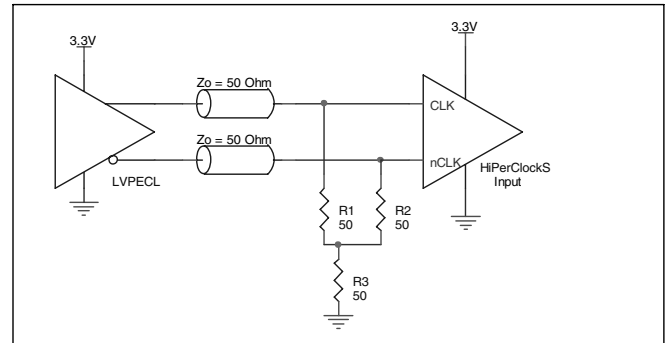 3.3V
3.3V
Zo = 50 Ohm
CLK
Zo = 50 Ohm
nCLK
LVPECL
HiPerClockS
Input
R1
50
R2
50
R3
50